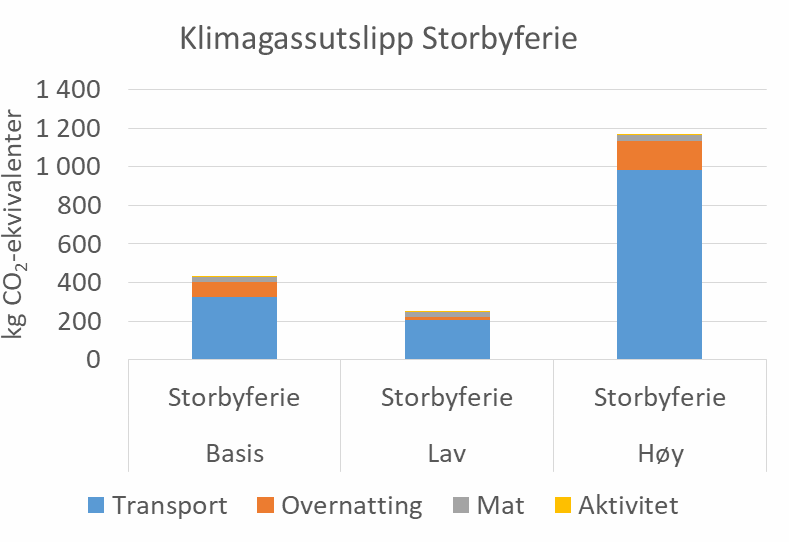 Klimagassutslipp Storbyferie
kg CO₂-ekvivalenter
1 400
1 200
1 000
800
600
400
200
0
Storbyferie Storbyferie Storbyferie
Basis Lav Høy
Transport Overnatting Mat Aktivitet